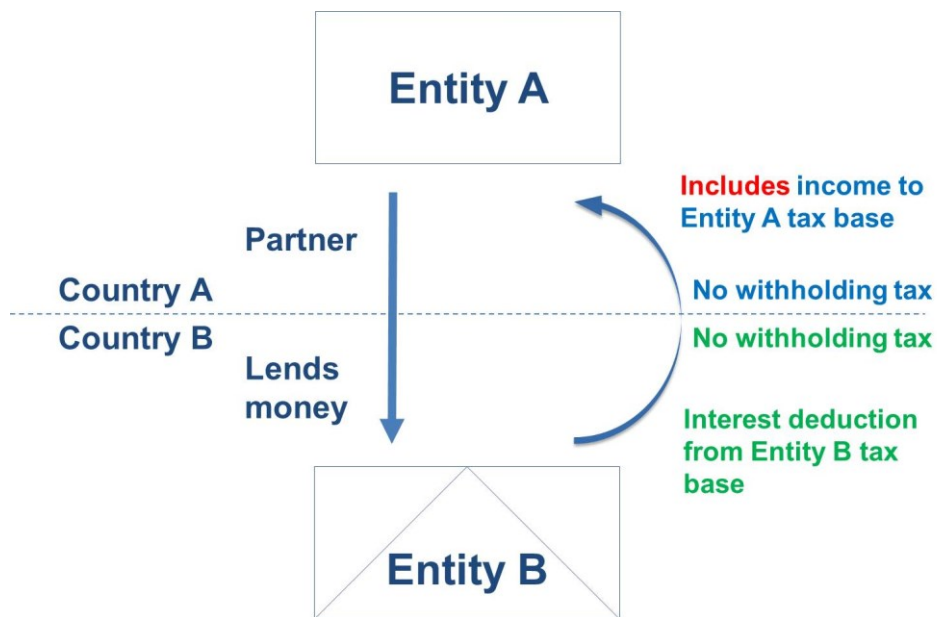 Entity A
Includes income to
Entity A tax base
Partner
Country A
No withholding tax
Country B
No withholding tax
Lends
money
Interest deduction
from Entity B tax
base
Entity B